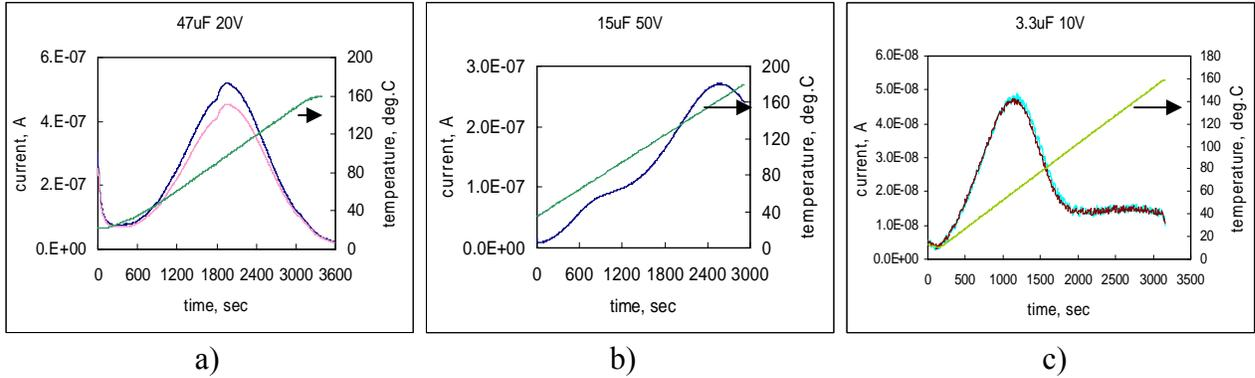 47uF 20V
6.E-07
4.E-07
2.E-07
0.E+00
current, A
200
160
120
80
40
0
temperature, deg.C
0 600 1200 1800 2400 3000 3600
time, sec
a)
15uF 50V
3.0E-07
2.0E-07
1.0E-07
0.0E+00
current, A
200
160
120
80
40
0
temperature, deg.C
0 600 1200 1800 2400 3000
time, sec
b)
3.3uF 10V
6.0E-08
5.0E-08
4.0E-08
3.0E-08
2.0E-08
1.0E-08
0.0E+00
current, A
180
160
140
120
100
80
60
40
20
0
temperature, deg.C
0 500 1000 1500 2000 2500 3000 3500
time, sec
c)